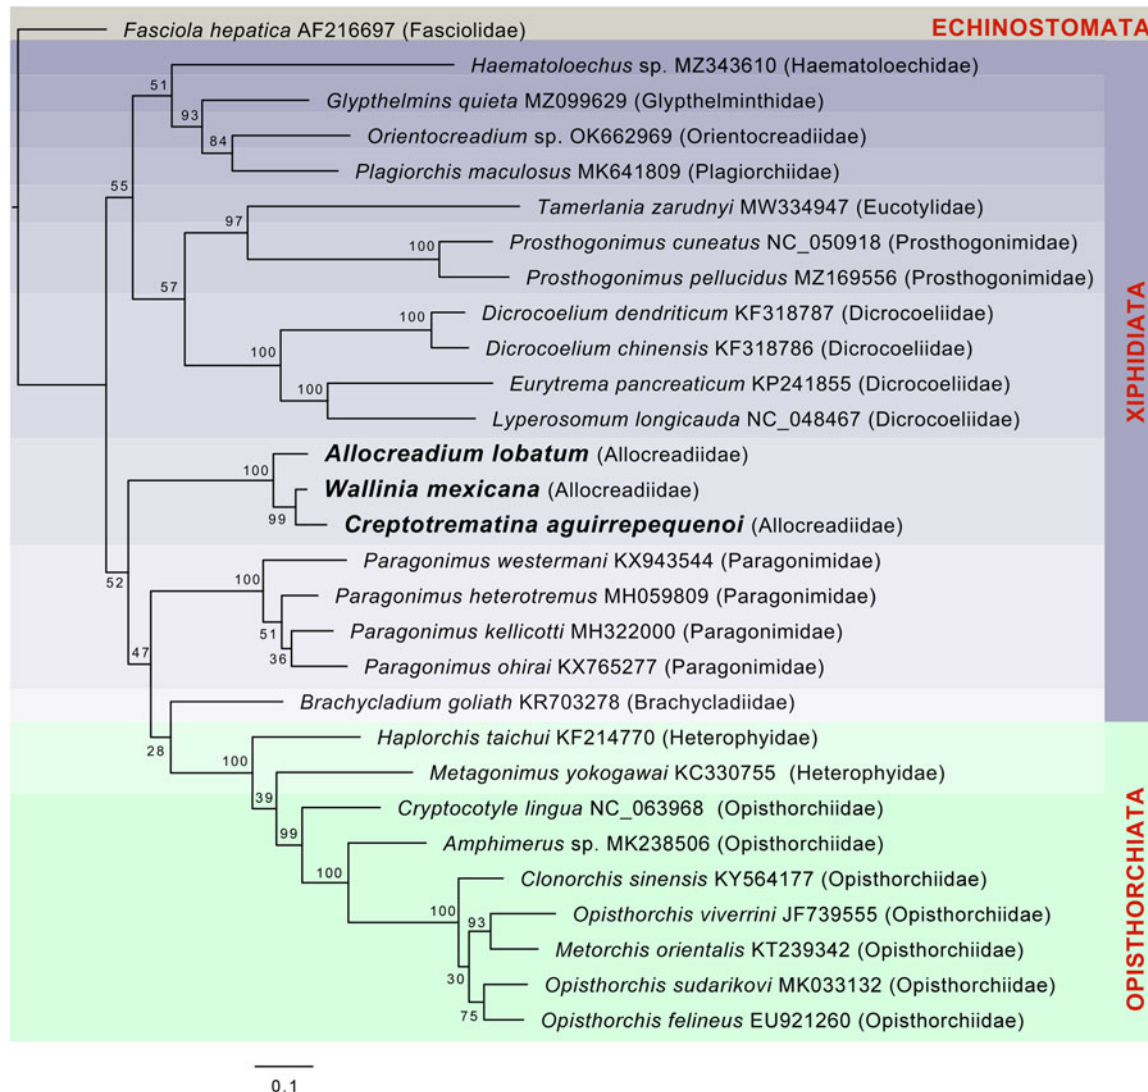 Fasciola hepatica AF216697 (Fasciolidae)
ECHINOSTOMATA
Haematoloechus sp. MZ343610 (Haematoloechidae)
51
Glypthelmins quieta MZ099629 (Glypthelminthidae)
93
Orientocreadium sp. OK662969 (Orientocreadiidae)
84
Plagiorchis maculosus MK641809 (Plagiorchiidae)
55
Tamerlania zarudnyi MW334947 (Eucotylidae)
97
Prosthogonimus cuneatus NC_050918 (Prosthogonimidae)
100
Prosthogonimus pellucidus MZ169556 (Prosthogonimidae)
57
Dicrocoelium dendriticum KF318787 (Dicrocoeliidae)
100
Dicrocoelium chinensis KF318786 (Dicrocoeliidae)
100
Eurytrema pancreaticum KP241855 (Dicrocoeliidae)
100
Lyperosomum longicauda NC_048467 (Dicrocoeliidae)
XIPHIDIATA
Allocreadium lobatum (Allocreadiidae)
100
Wallinia mexicana (Allocreadiidae)
99
Creptotrematina aguirrepequenoi (Allocreadiidae)
Paragonimus westermani KX943544 (Paragonimidae)
100
52
Paragonimus heterotremus MH059809 (Paragonimidae)
51
Paragonimus kellicotti MH322000 (Paragonimidae)
47
36
Paragonimus ohirai KX765277 (Paragonimidae)
Brachycladium goliath KR703278 (Brachycladiidae)
28
Haplorchis taichui KF214770 (Heterophyidae)
100
Metagonimus yokogawai KC330755 (Heterophyidae)
39
Cryptocotyle lingua NC_063968 (Opisthorchiidae)
99
Amphimerus sp. MK238506 (Opisthorchiidae)
100
Clonorchis sinensis KY564177 (Opisthorchiidae)
100
Opisthorchis viverrini JF739555 (Opisthorchiidae)
93
Metorchis orientalis KT239342 (Opisthorchiidae)
30
Opisthorchis sudarikovi MK033132 (Opisthorchiidae)
75
Opisthorchis felineus EU921260 (Opisthorchiidae)
OPISTHORCHIATA
0.1